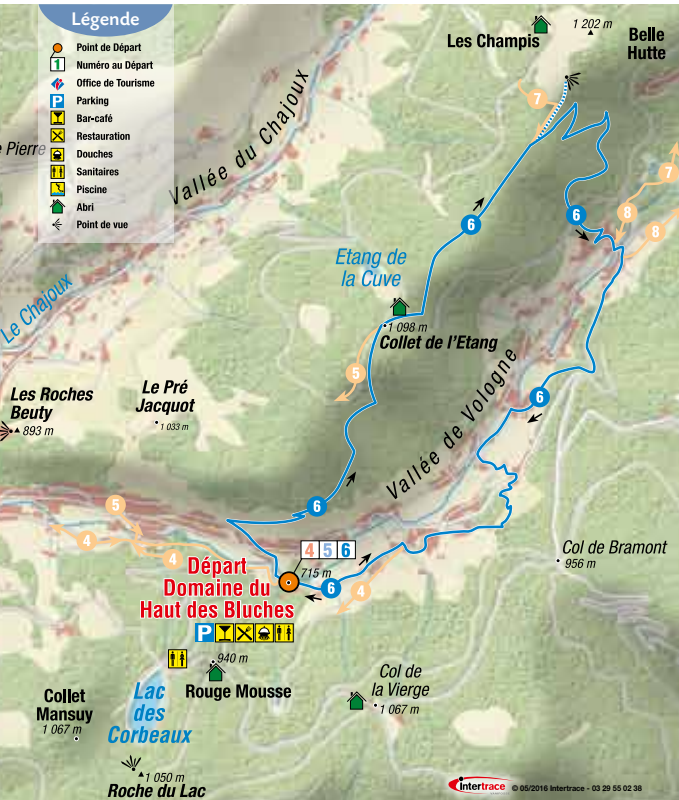 Légende
Point de Départ
1 Numéro au Départ
Office de Tourisme
P Parking
Bar-café
Restauration
Douches
Sanitaires
Piscine
Abri
Point de vue
Les Champis
1 202 m
Belle
Hutte
7
Pierre
Vallée du Chajoux
7
6
6
8
8
Etang de
la Cuve
Le Chajoux
1 098 m
Collet de l'Etang
5
Les Roches
Beuty
893 m
Le Pré
Jacquot
1 033 m
Vallée de Vologne
6
6
5
4
4
4 5 6
715 m
Départ
Domaine du
Haut des Bluches
6
4
Col de Bramont
956 m
P
940 m
Rouge Mousse
Col de
la Vierge
1 067 m
Collet
Mansuy
1 067 m
Lac
des
Corbeaux
1 050 m
Roche du Lac
intertrace © 05/2016 Intertrace - 03 29 55 02 38